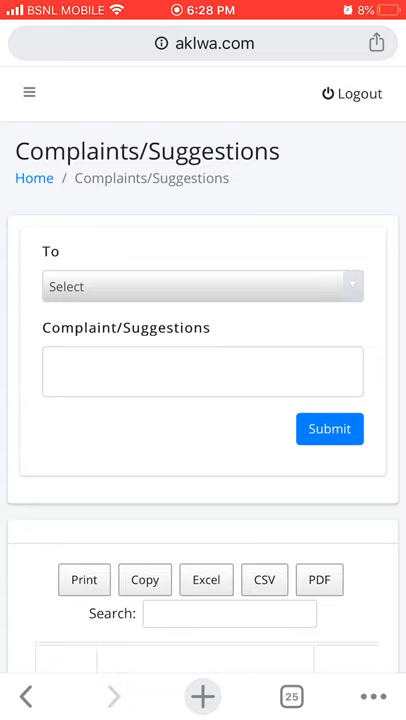 BSNL MOBILE 6:28 PM 8%
aklwa.com
Logout
Complaints/Suggestions
Home / Complaints/Suggestions
To
Select
Complaint/Suggestions
Submit
Print Copy Excel CSV PDF
Search:
25